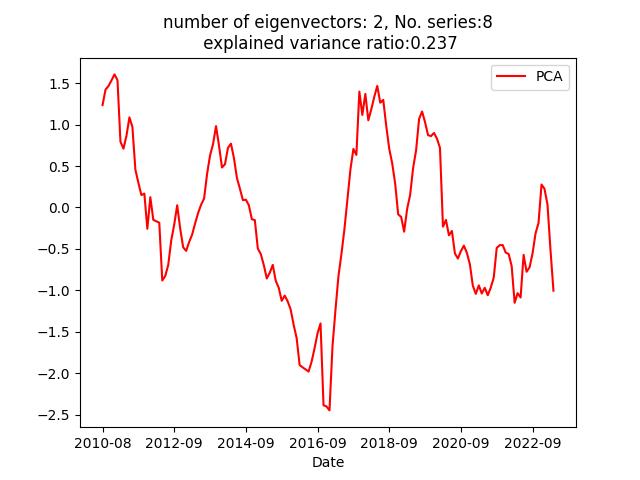 number of eigenvectors: 2, No. series:8
explained variance ratio:0.237
PCA
1.5
1.0
0.5
0.0
−0.5
−1.0
−1.5
−2.0
−2.5
2010-08 2012-09 2014-09 2016-09 2018-09 2020-09 2022-09
Date